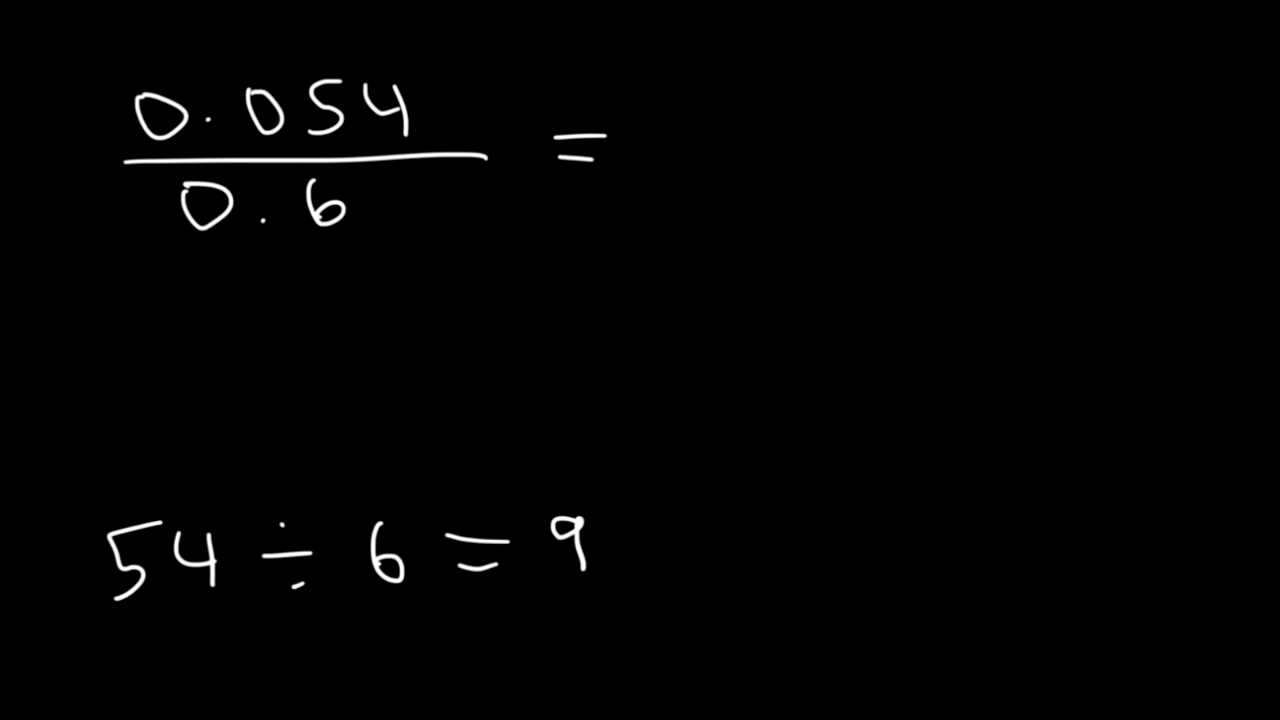 0.054
0.6 =
54 ÷ 6 = 9